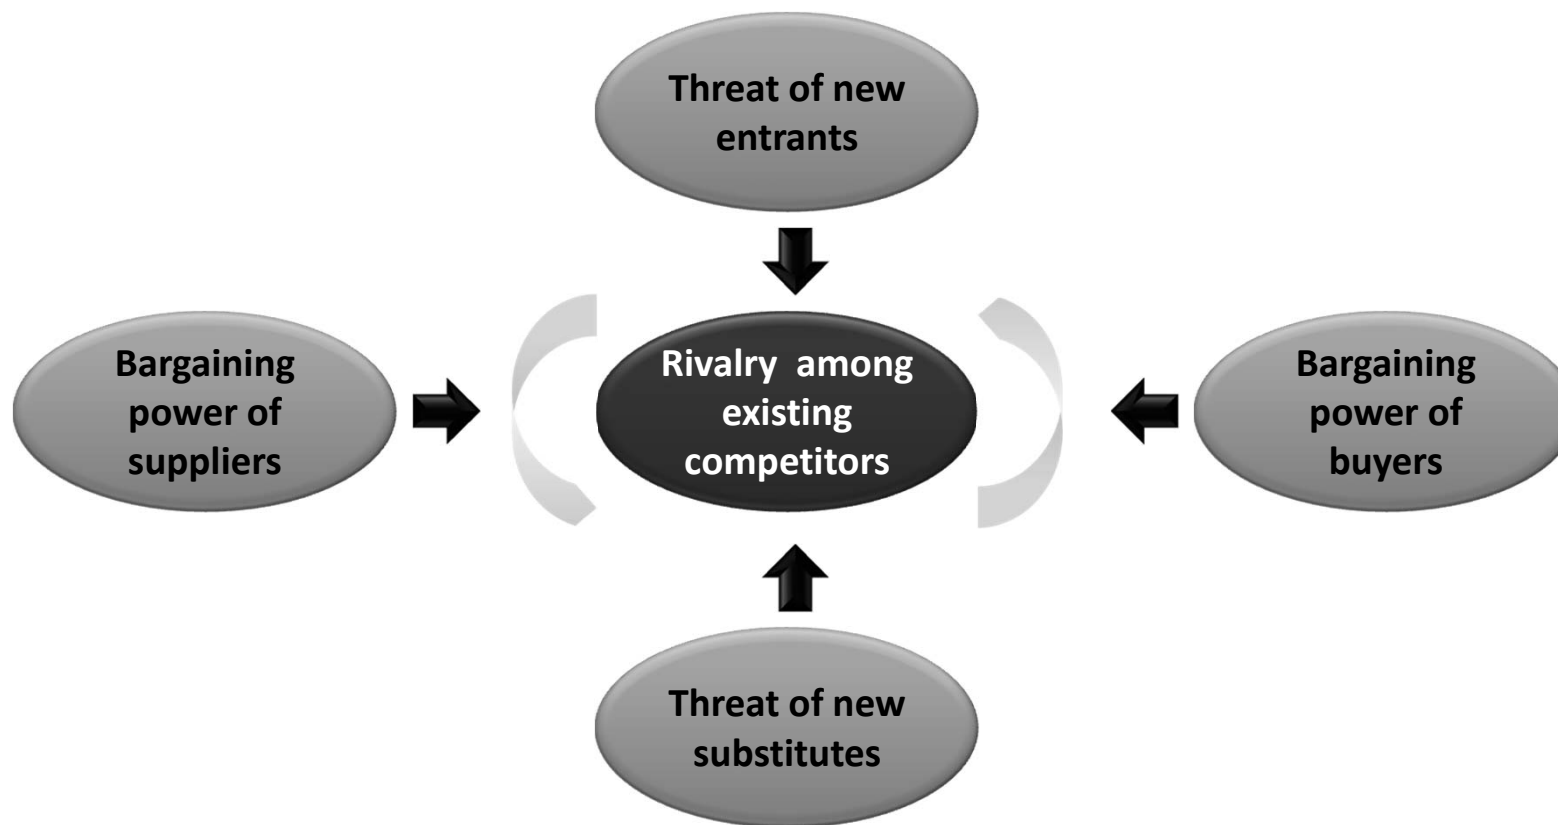 Threat of new
entrants
Bargaining
power of
suppliers
Rivalry  among
existing
competitors
Bargaining
power of
buyers
Threat of new
substitutes